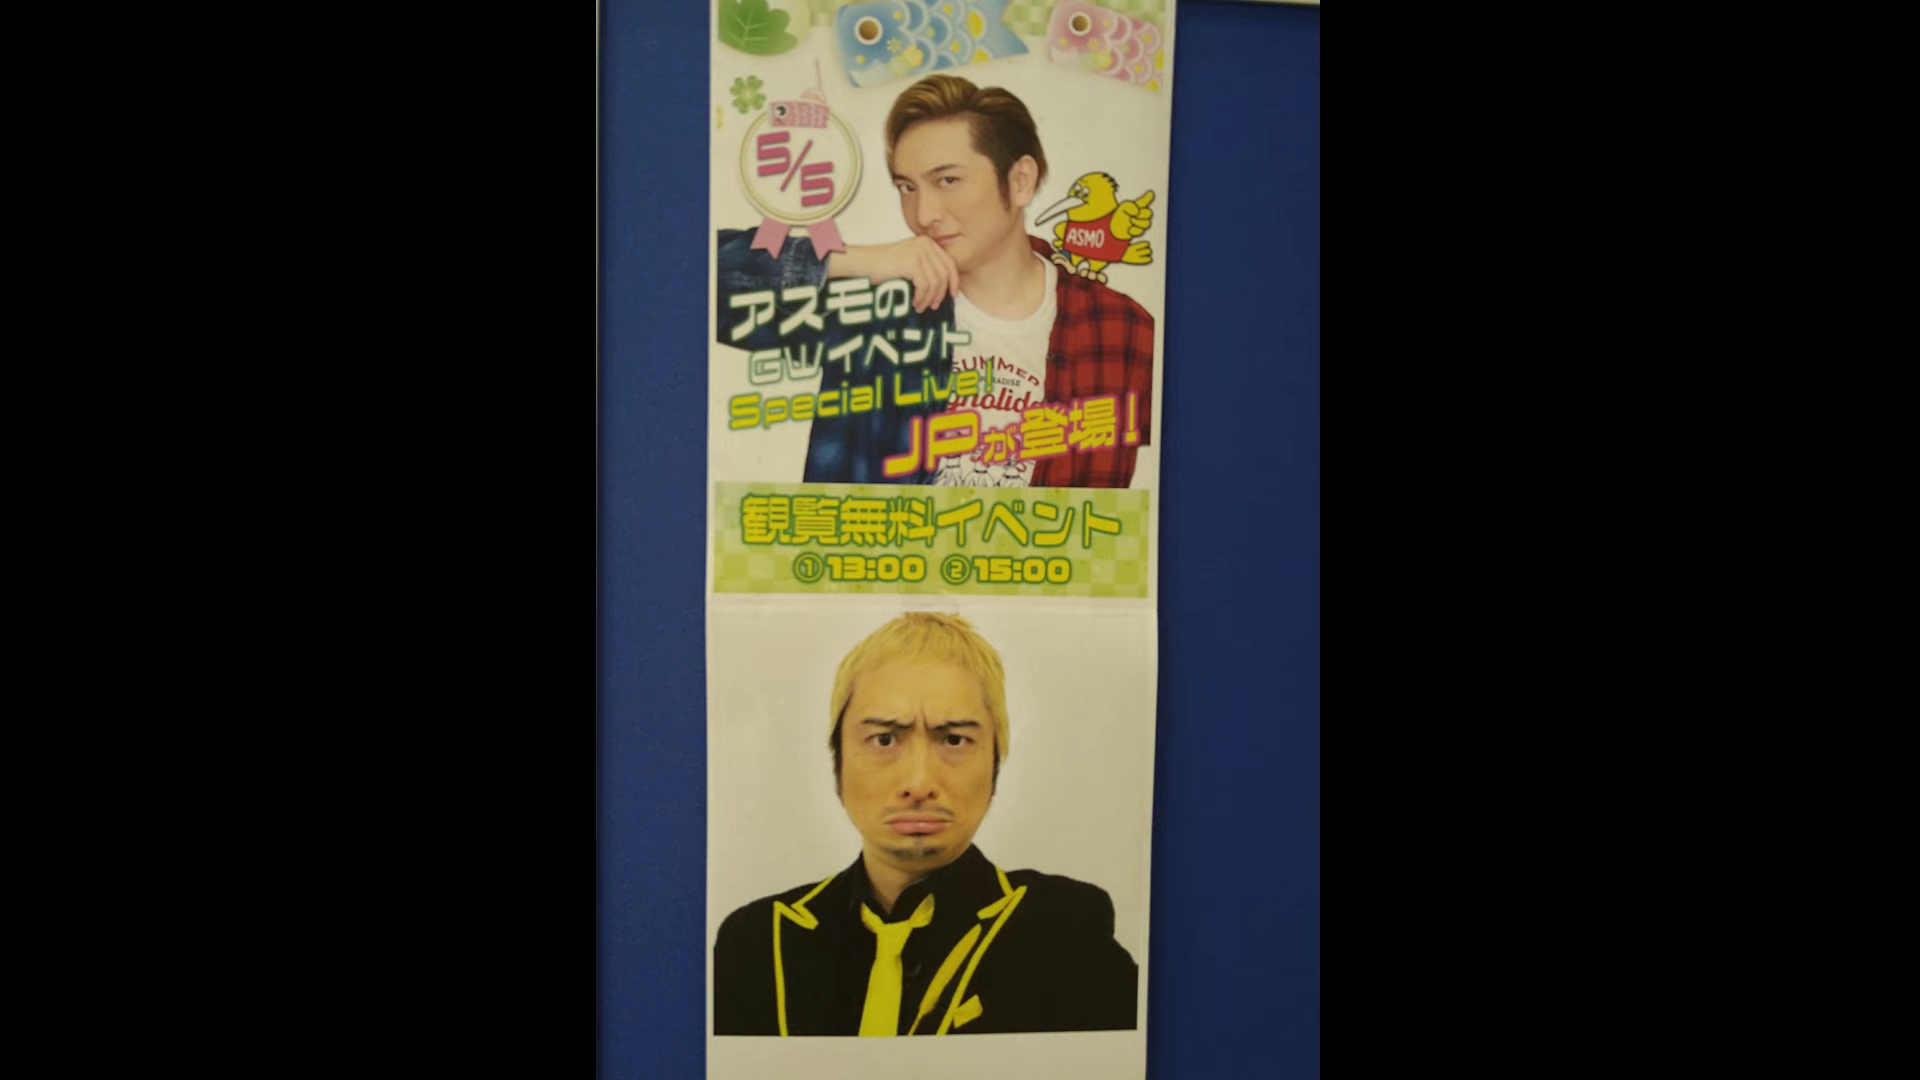 5/5
ASMO
アスモの
GWイベント
Special Live!
SUMMER
JPが登場!
観覧無料イベント
①13:00 ②15:00